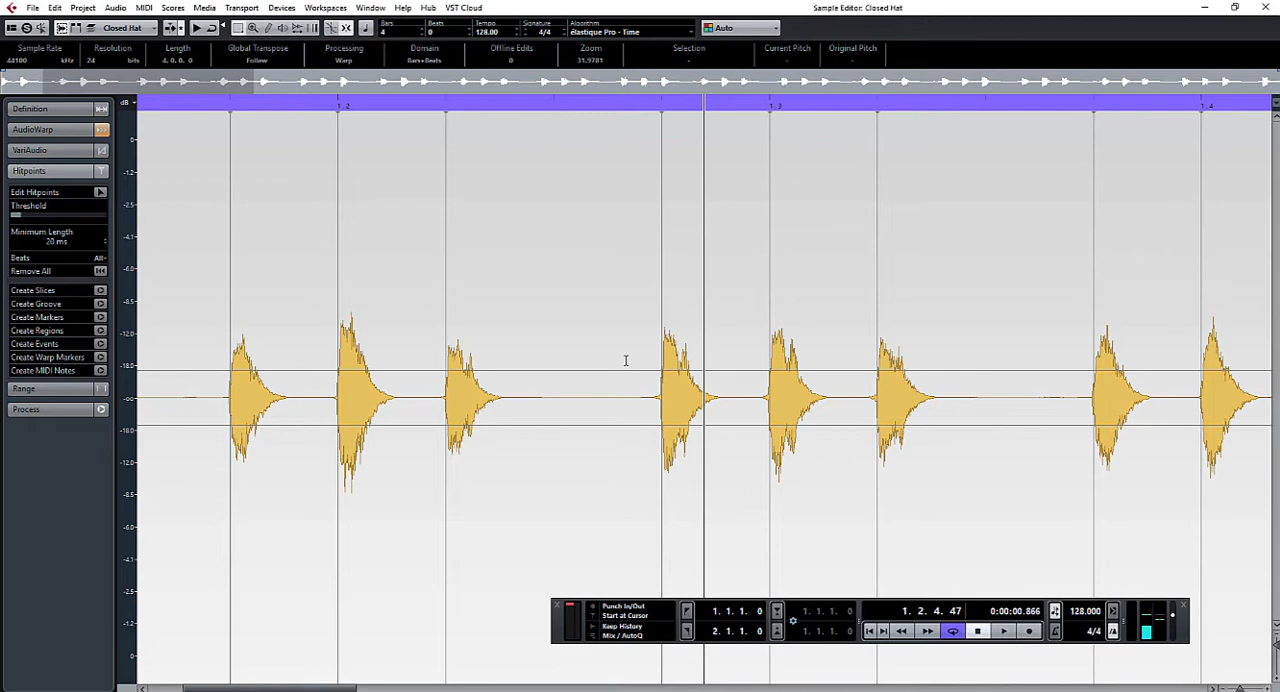 File Edit Project Audio MIDI Scores Media Transport Devices Workspaces Window Hub VST Cloud
Sample Editor: Closed Hat
Closed Hat
Bars Beats Tempo Signature Algorithm
4 0 128.00 4/4 élastique Pro - Time
Auto
Sample Rate Resolution Length Global Transpose Processing Domain Offline Edits Zoom Selection Current Pitch Original Pitch
44100 kHz 24 bits 4. 0. 0. 0 Follow Warp Bars+Beats 0 31.9781 - - -
Definition
dB
1. 2
1. 3
1. 4
AudioWarp
VariAudio
Hitpoints
Edit Hitpoints
Threshold
Minimum Length
20 ms
Beats All
Remove All
Create Slices
Create Groove
Create Markers
Create Regions
Create Events
Create Warp Markers
Create MIDI Notes
Range
Process
0
-1.2
-2.5
-4.1
-6.0
-8.5
-12.0
-18.0
-oo
-18.0
-12.0
-8.5
-6.0
-4.1
-2.5
-1.2
0
Punch In/Out
Start at Cursor
Keep History
Mix / AutoQ
1. 1. 1. 0
2. 1. 1. 0
1. 1. 1. 0
1. 1. 1. 0
1. 2. 4. 47
0:00:00.866
128.000
4/4